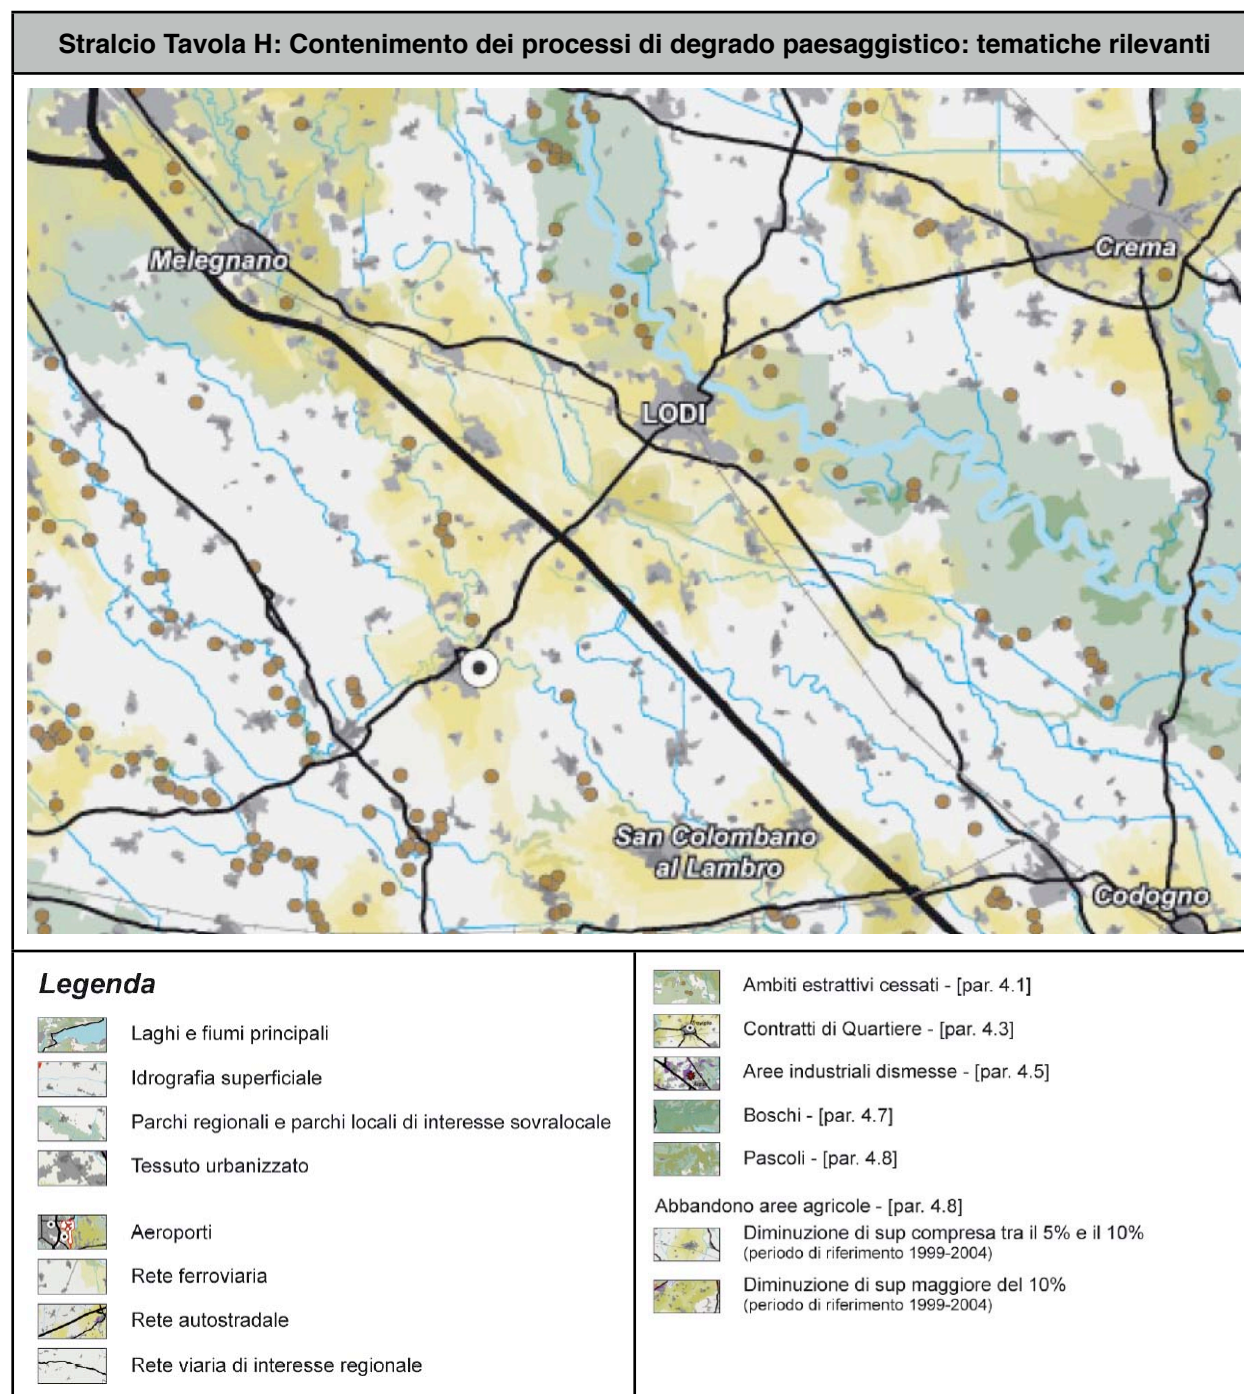 Stralcio Tavola H: Contenimento dei processi di degrado paesaggistico: tematiche rilevanti
Melegnano
Crema
LODI
San Colombano
al Lambro
Codogno
Legenda
Laghi e fiumi principali
Idrografia superficiale
Parchi regionali e parchi locali di interesse sovralocale
Tessuto urbanizzato
Aeroporti
Rete ferroviaria
Rete autostradale
Rete viaria di interesse regionale
Ambiti estrattivi cessati - [par. 4.1]
Contratti di Quartiere - [par. 4.3]
Aree industriali dismesse - [par. 4.5]
Boschi - [par. 4.7]
Pascoli - [par. 4.8]
Abbandono aree agricole - [par. 4.8]
Diminuzione di sup compresa tra il 5% e il 10%
(periodo di riferimento 1999-2004)
Diminuzione di sup maggiore del 10%
(periodo di riferimento 1999-2004)